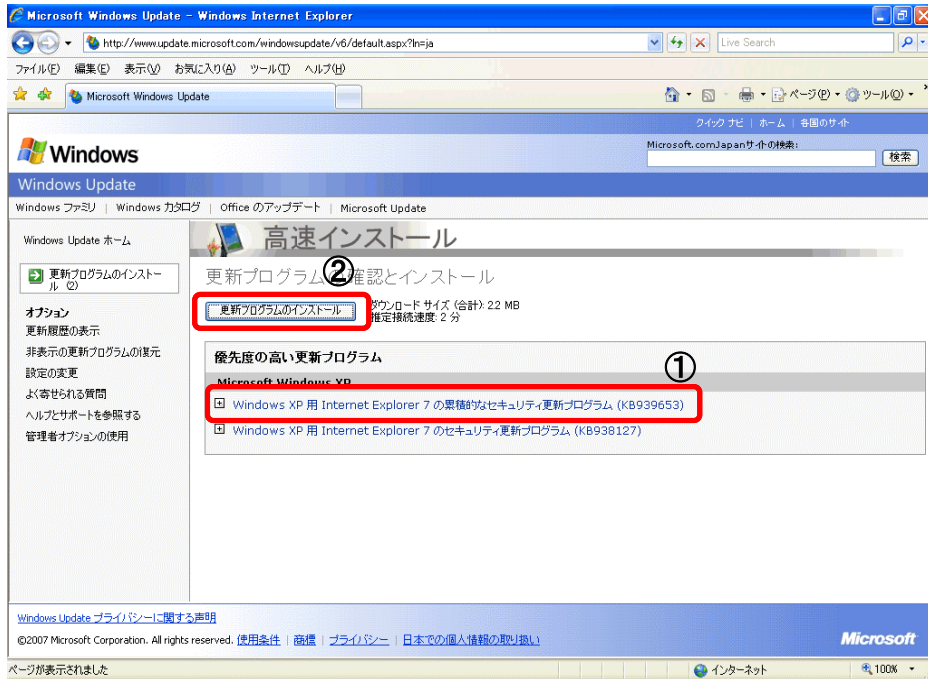 Microsoft Windows Update - Windows Internet Explorer
http://www.update.microsoft.com/windowsupdate/v6/default.aspx?ln=ja
Live Search
ファイル(F) 編集(E) 表示(V) お気に入り(A) ツール(T) ヘルプ(H)
Microsoft Windows Update
ページ(P) ツール(O)
クイック ナビ | ホーム | 各国のサイト
Windows
Microsoft.comJapanサイトの検索:
検索
Windows Update
Windows ファミリ | Windows カタログ | Office のアップデート | Microsoft Update
Windows Update ホーム
高速インストール
更新プログラムのインストール (2)
更新プログラムの確認とインストール
②
更新プログラムのインストール
ダウンロード サイズ (合計): 22 MB
推定接続速度: 2 分
オプション
更新履歴の表示
非表示の更新プログラムの復元
設定の変更
よく寄せられる質問
ヘルプとサポートを参照する
管理者オプションの使用
優先度の高い更新プログラム
①
Microsoft Windows XP
Windows XP 用 Internet Explorer 7 の累積的なセキュリティ更新プログラム (KB939653)
Windows XP 用 Internet Explorer 7 のセキュリティ更新プログラム (KB938127)
Windows Update プライバシーに関する声明
©2007 Microsoft Corporation. All rights reserved. 使用条件 | 商標 | プライバシー | 日本での個人情報の取り扱い
Microsoft
ページが表示されました
インターネット
100%